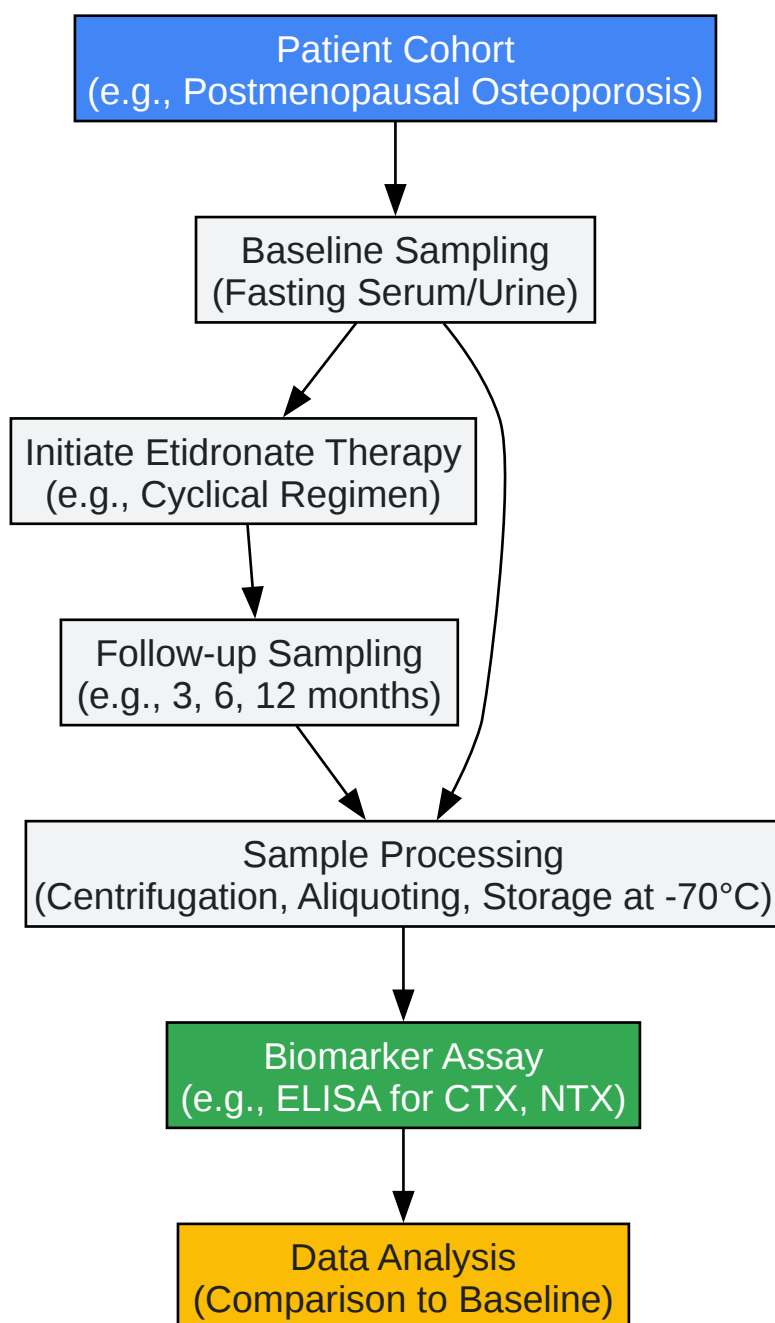 Patient Cohort
(e.g., Postmenopausal Osteoporosis)
Baseline Sampling
(Fasting Serum/Urine)
Initiate Etidronate Therapy
(e.g., Cyclical Regimen)
Follow-up Sampling
(e.g., 3, 6, 12 months)
Sample Processing
(Centrifugation, Aliquoting, Storage at -70°C)
Biomarker Assay
(e.g., ELISA for CTX, NTX)
Data Analysis
(Comparison to Baseline)